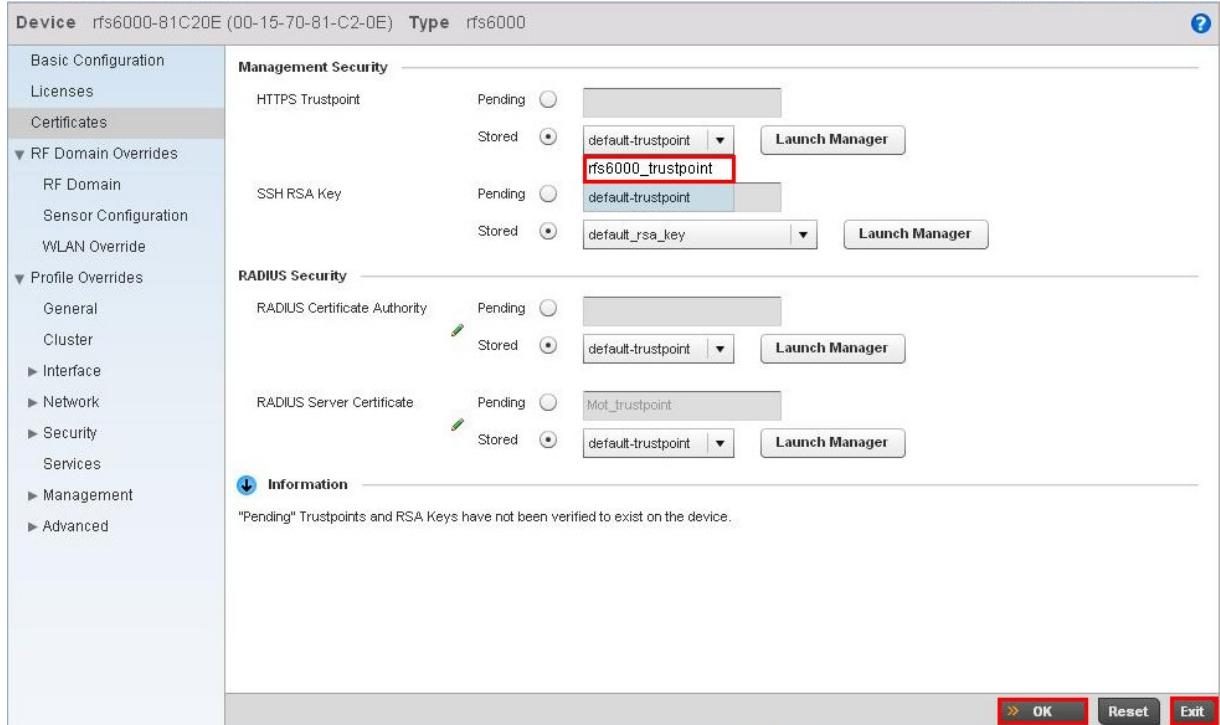 Device rfs6000-81C20E (00-15-70-81-C2-0E) Type rfs6000
Basic Configuration
Licenses
Certificates
RF Domain Overrides
RF Domain
Sensor Configuration
WLAN Override
Profile Overrides
General
Cluster
Interface
Network
Security
Services
Management
Advanced
Management Security
HTTPS Trustpoint Pending
Stored default-trustpoint Launch Manager
rfs6000_trustpoint
SSH RSA Key Pending default-trustpoint
Stored default_rsa_key Launch Manager
RADIUS Security
RADIUS Certificate Authority Pending
Stored default-trustpoint Launch Manager
RADIUS Server Certificate Pending Mot_trustpoint
Stored default-trustpoint Launch Manager
Information
"Pending" Trustpoints and RSA Keys have not been verified to exist on the device.
» OK Reset Exit